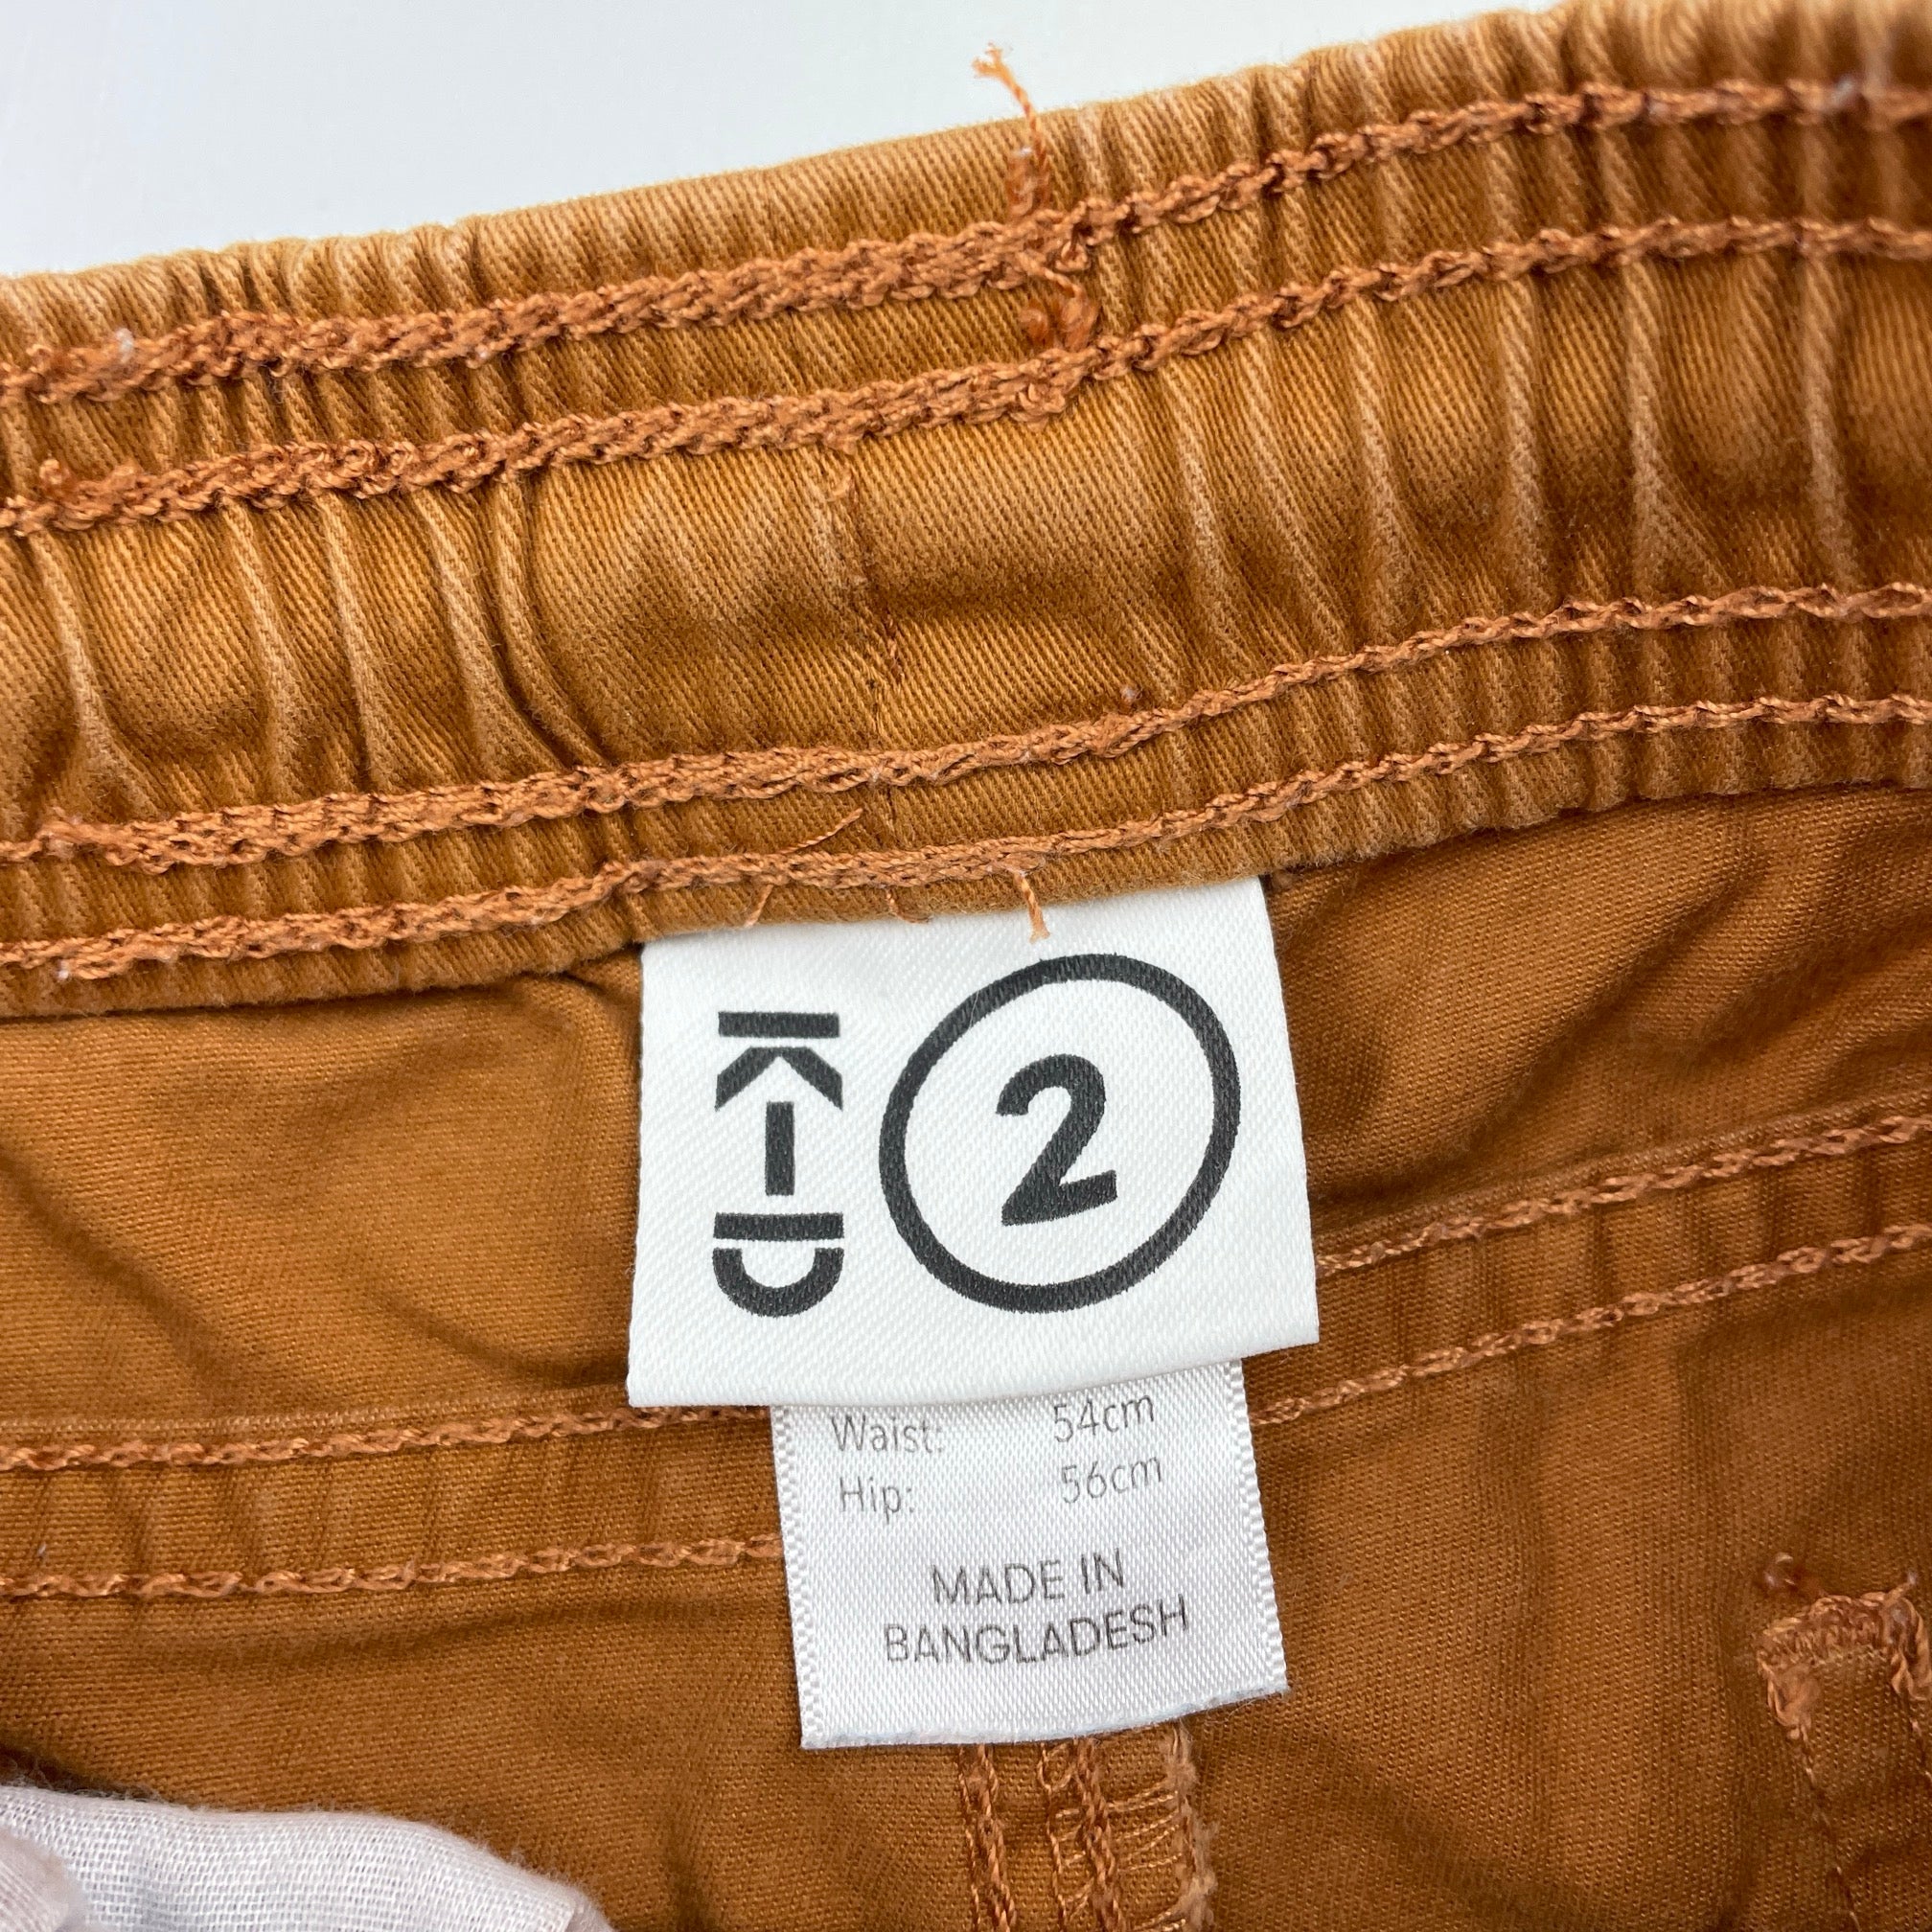 K-D
2
Waist: 54cm
Hip: 56cm
MADE IN
BANGLADESH